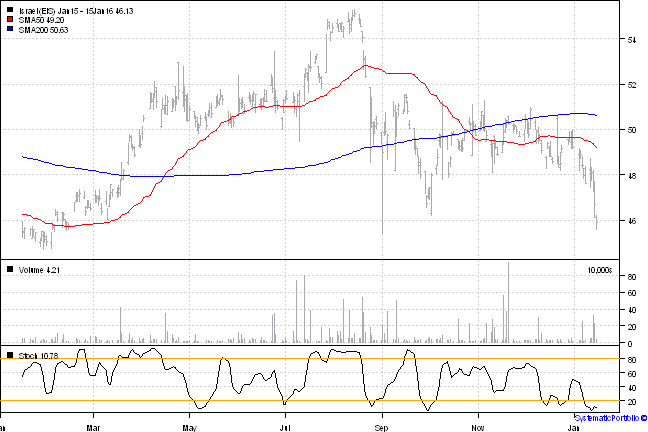 Israel (EIS) Jan15 - 15Jan16 46.13
SMA50 49.20
SMA200 50.63
54
52
50
48
46
Volume 4.21
10,000s
80
60
40
20
0
Stoch 10.78
80
60
40
20
Mar May Jul Sep Nov Jan
SystematicPortfolio ©